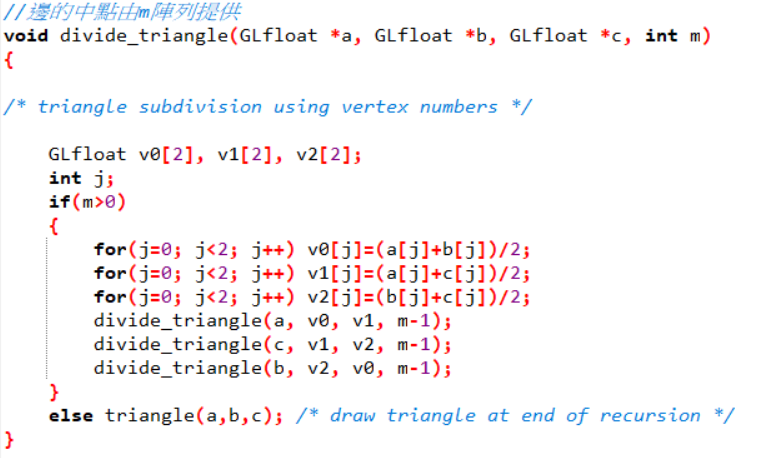 //邊的中點由m陣列提供
void divide_triangle(GLfloat *a, GLfloat *b, GLfloat *c, int m)
{
/* triangle subdivision using vertex numbers */
GLfloat v0[2], v1[2], v2[2];
int j;
if(m>0)
{
for(j=0; j<2; j++) v0[j]=(a[j]+b[j])/2;
for(j=0; j<2; j++) v1[j]=(a[j]+c[j])/2;
for(j=0; j<2; j++) v2[j]=(b[j]+c[j])/2;
divide_triangle(a, v0, v1, m-1);
divide_triangle(c, v1, v2, m-1);
divide_triangle(b, v2, v0, m-1);
}
else triangle(a,b,c); /* draw triangle at end of recursion */
}